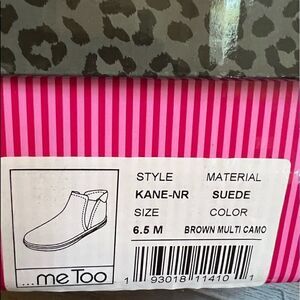 STYLE MATERIAL
KANE-NR SUEDE
SIZE COLOR
6.5 M BROWN MULTI CAMO
...me Too
1 93018 11410 1